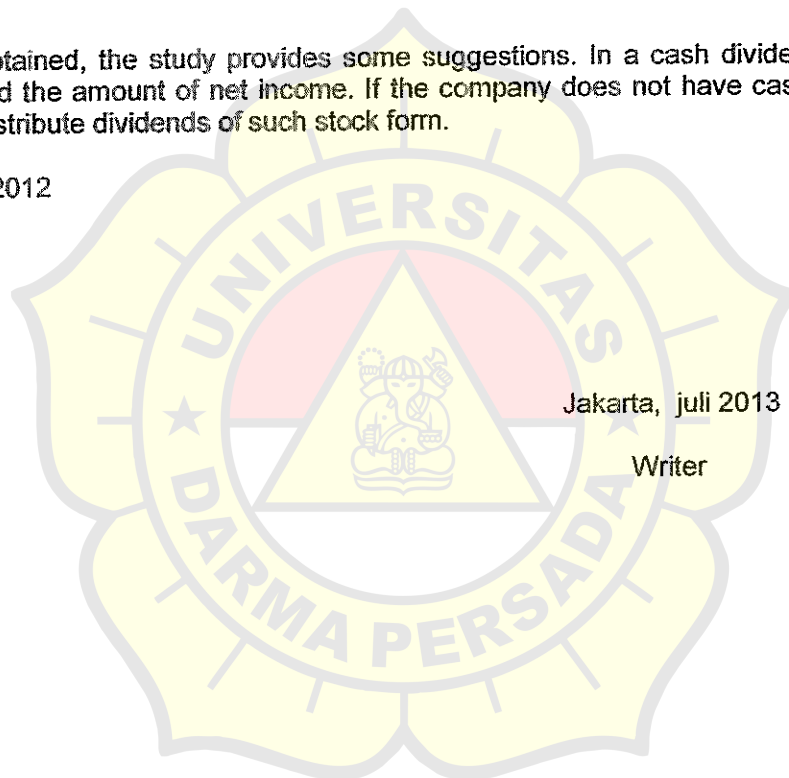 otained, the study provides some suggestions. In a cash divide
d the amount of net income. If the company does not have cas
stribute dividends of such stock form.
2012
UNIVERSITAS
Jakarta, juli 2013
Writer
DARMA PERSADA